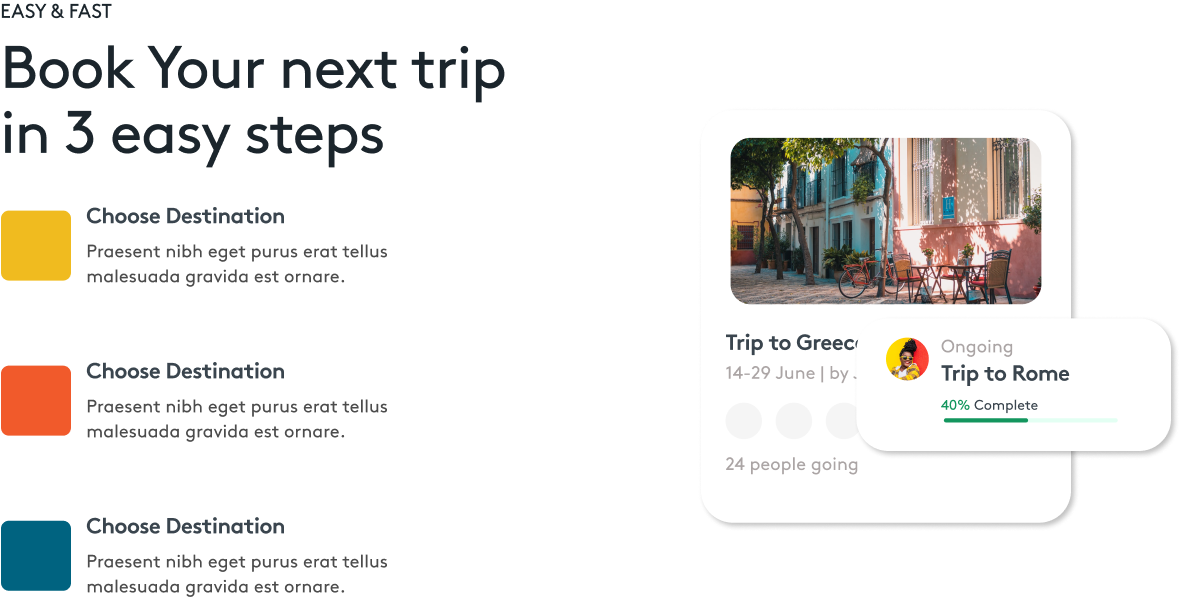 EASY & FAST
Book Your next trip
in 3 easy steps
Choose Destination
Praesent nibh eget purus erat tellus
malesuada gravida est ornare.
Choose Destination
Praesent nibh eget purus erat tellus
malesuada gravida est ornare.
Choose Destination
Praesent nibh eget purus erat tellus
malesuada gravida est ornare.
Trip to
14-29 June | by
24 people going
Ongoing
Trip to Rome
40% Complete